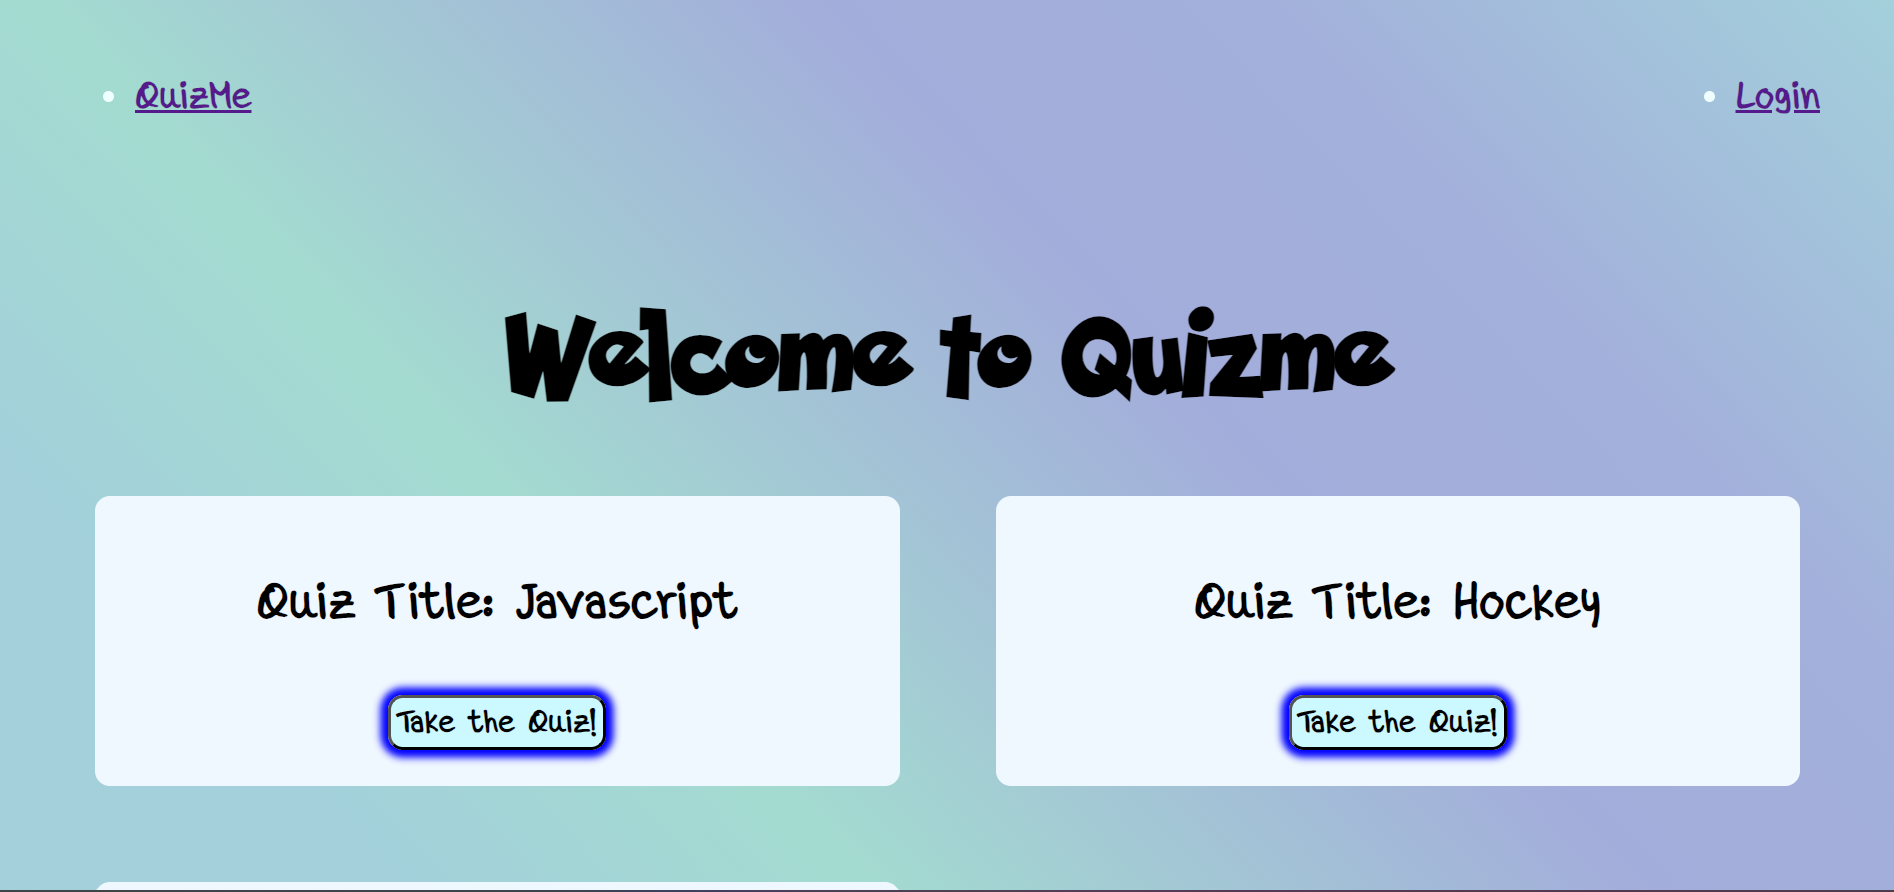 QuizMe
Login
Welcome to Quizme
Quiz Title: Javascript
Quiz Title: Hockey
Take the Quiz!
Take the Quiz!